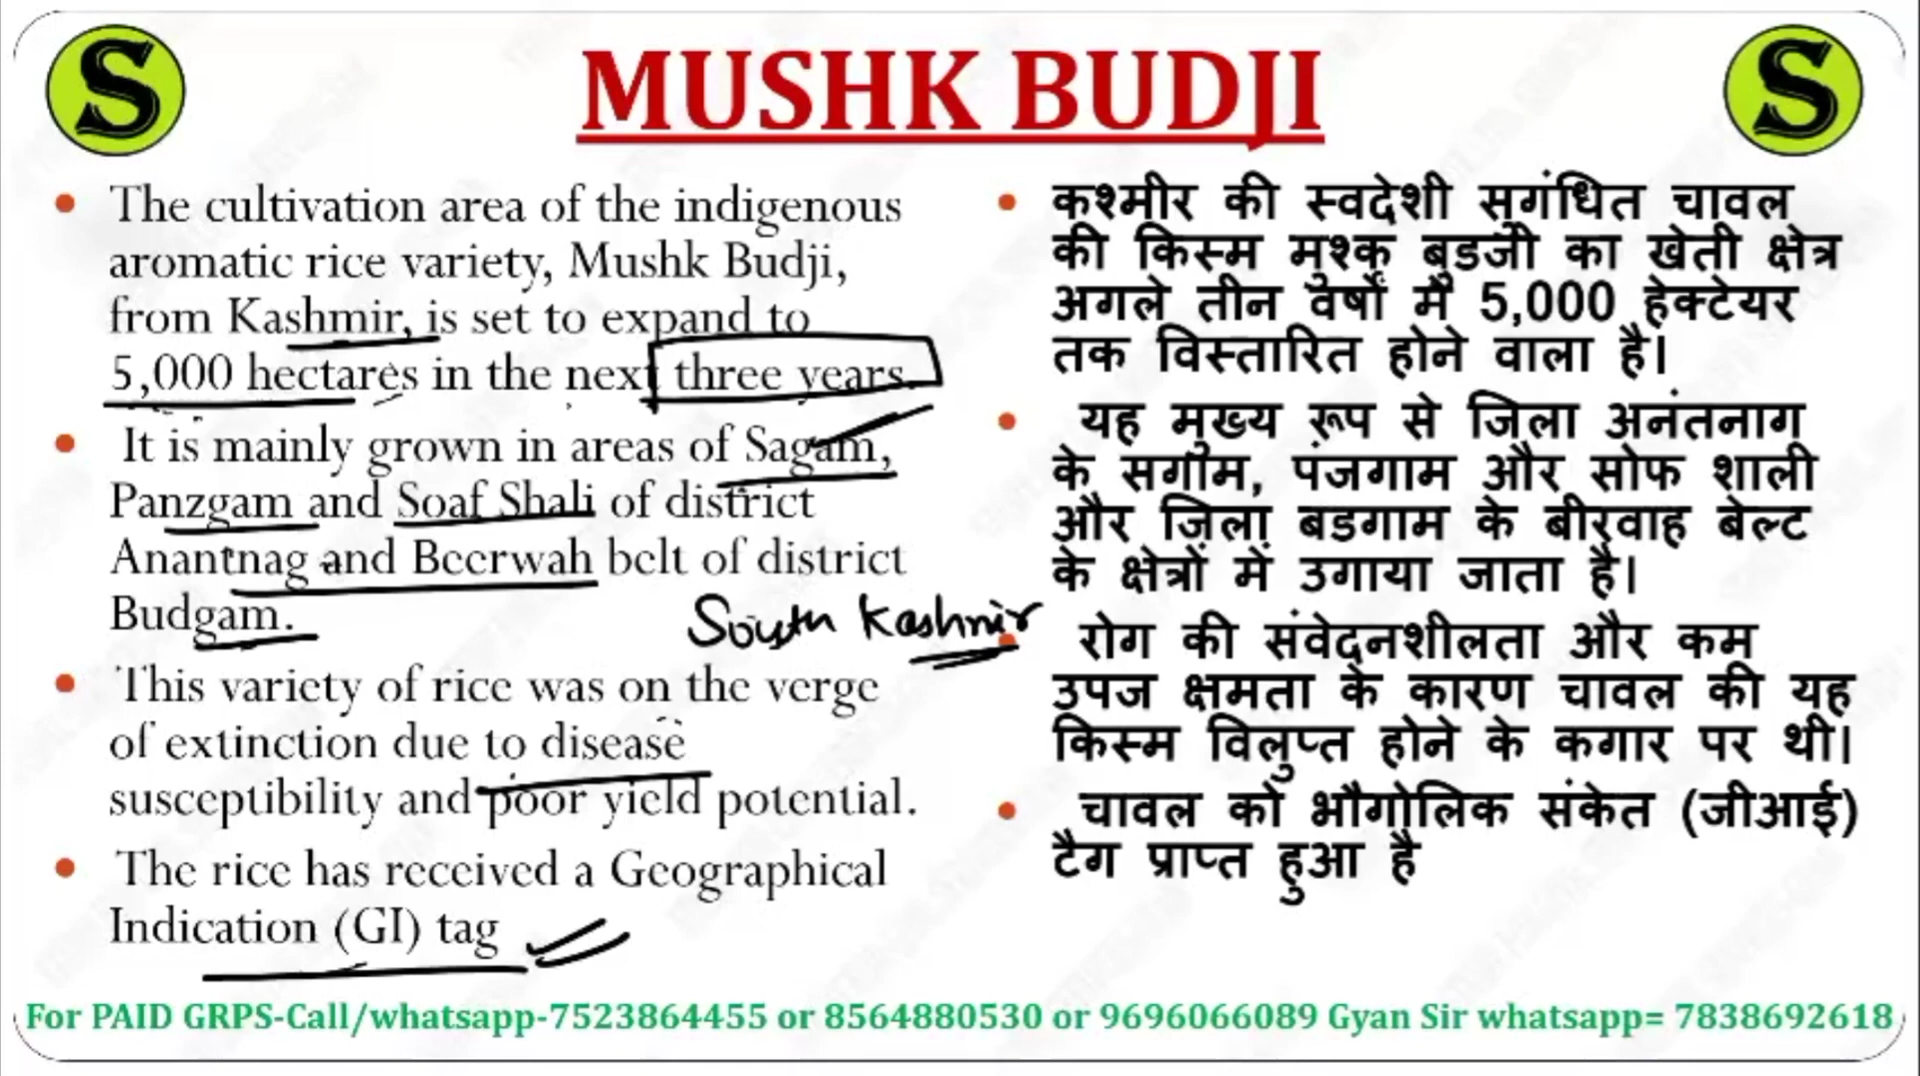 S
MUSHK BUDJI
S
• The cultivation area of the indigenous
aromatic rice variety, Mushk Budji,
from Kashmir, is set to expand to
5,000 hectares in the next three years.
• It is mainly grown in areas of Sagam,
Panzgam and Soaf Shali of district
Anantnag and Beerwah belt of district
Budgam.
South Kashmir
• This variety of rice was on the verge
of extinction due to disease
susceptibility and poor yield potential.
• The rice has received a Geographical
Indication (GI) tag
• कश्मीर की स्वदेशी सुगंधित चावल
की किस्म मुश्क बुडजी का खेती क्षेत्र
अगले तीन वर्षों में 5,000 हेक्टेयर
तक विस्तारित होने वाला है।
• यह मुख्य रूप से जिला अनंतनाग
के सगाम, पंजगाम और सोफ शाली
और जिला बडगाम के बीरवाह बेल्ट
के क्षेत्रों में उगाया जाता है।
• रोग की संवेदनशीलता और कम
उपज क्षमता के कारण चावल की यह
किस्म विलुप्त होने के कगार पर थी।
• चावल को भौगोलिक संकेत (जीआई)
टैग प्राप्त हुआ है
For PAID GRPS-Call/whatsapp-7523864455 or 8564880530 or 9696066089 Gyan Sir whatsapp= 7838692618